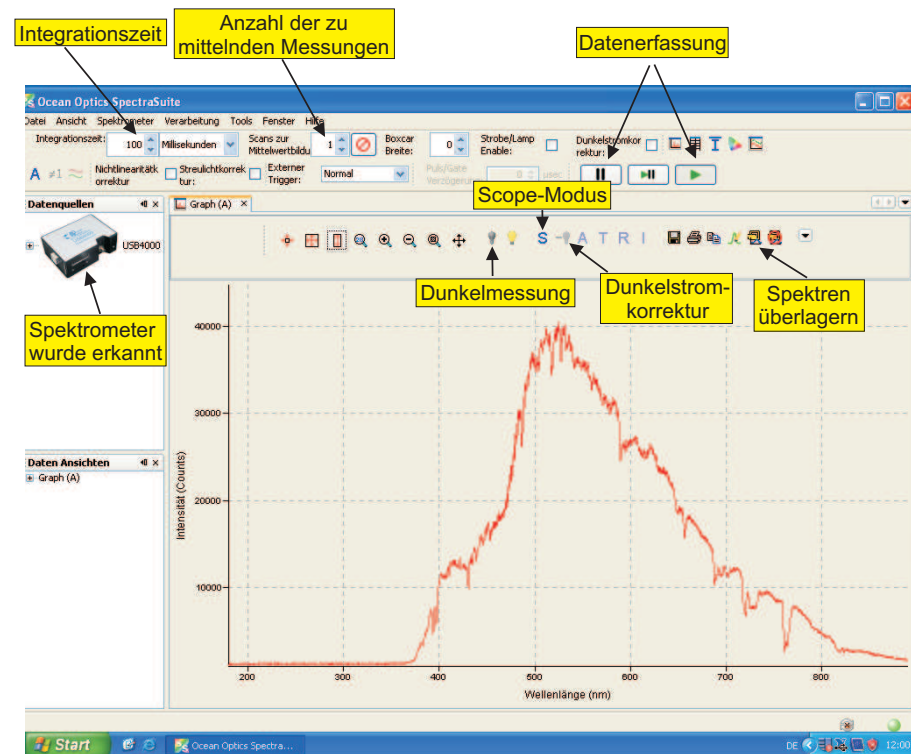 Integrationszeit
Anzahl der zu
mittelnden Messungen
Datenerfassung
Ocean Optics SpectraSuite
Datei Ansicht Spektrometer Verarbeitung Tools Fenster Hilfe
Integrationszeit: 100 Millisekunden
Scans zur
Mittelwertbildu 1
Boxcar
Breite: 0
Strobe/Lamp
Enable:
Dunkelstromkor
rektur:
A ≠1
Nichtlinearitätk
orrektur
Streulichtkorrek
tur:
Externer
Trigger: Normal
Puls/Gate
Verzögerung 0 usec
Datenquellen
Graph (A)
Scope-Modus
USB4000
S A T R I
Dunkelmessung
Dunkelstrom-
korrektur
Spektren
überlagern
Spektrometer
wurde erkannt
Daten Ansichten
Graph (A)
Intensität (Counts)
40000
30000
20000
10000
200 300 400 500 600 700 800
Wellenlänge (nm)
Start
Ocean Optics Spectra...
DE
12:00